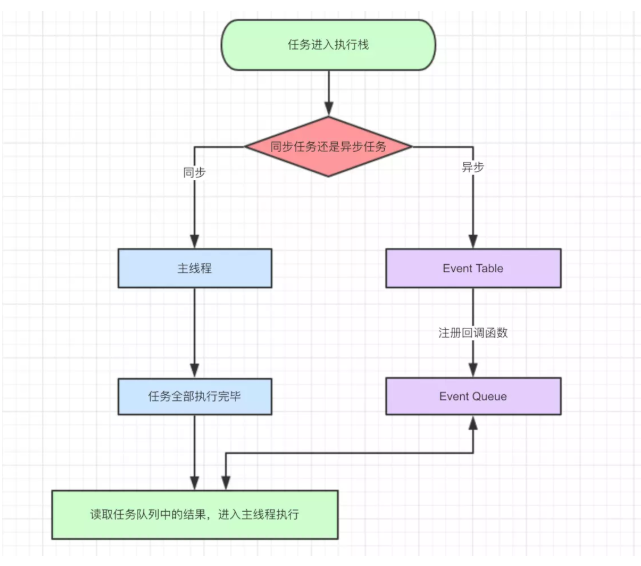 任务进入执行栈
同步任务还是异步任务
同步
异步
主线程
Event Table
注册回调函数
任务全部执行完毕
Event Queue
读取任务队列中的结果，进入主线程执行